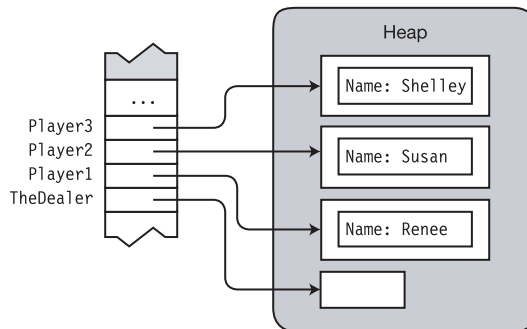 Heap
...
Player3
Player2
Player1
TheDealer
Name: Shelley
Name: Susan
Name: Renee